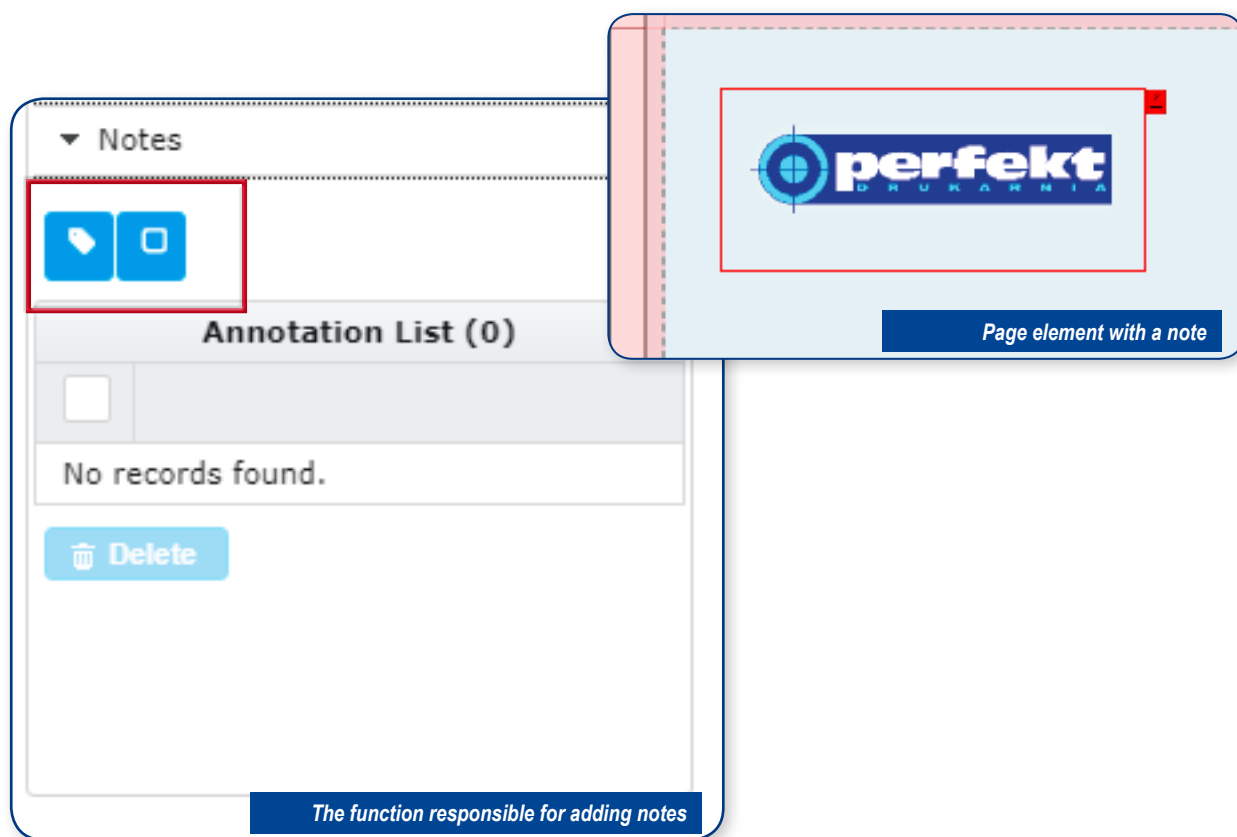 Notes
Annotation List (0)
No records found.
Delete
The function responsible for adding notes
perfekt
DRUKARNIA
Page element with a note